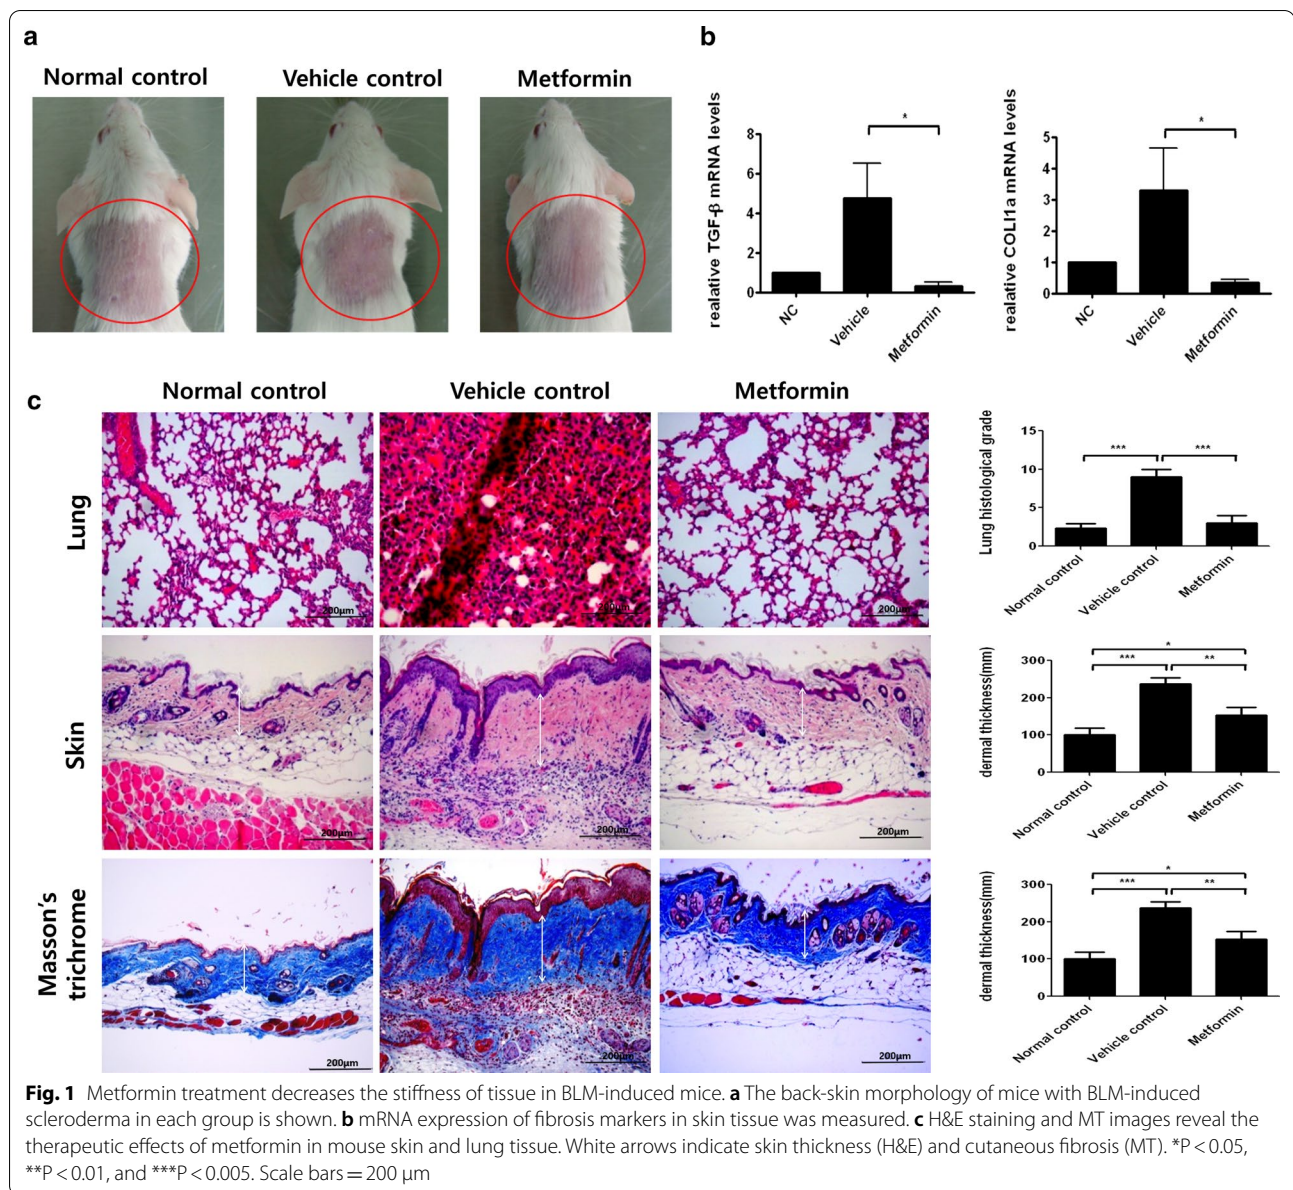 a
Normal control
Vehicle control
Metformin
b
realative TGF-β mRNA levels
8
6
4
2
0
*
NC
Vehicle
Metformin
realative COLI1a mRNA levels
5
4
3
2
1
0
*
NC
Vehicle
Metformin
c
Normal control
Vehicle control
Metformin
Lung
200µm
200µm
200µm
Lung histological grade
15
10
5
0
***
***
Normal control
Vehicle control
Metformin
Skin
200µm
200µm
200µm
dermal thickness(mm)
300
200
100
0
*
***
**
Normal control
Vehicle control
Metformin
Masson's
trichrome
200µm
200µm
200µm
dermal thickness(mm)
300
200
100
0
*
***
**
Normal control
Vehicle control
Metformin
Fig. 1 Metformin treatment decreases the stiffness of tissue in BLM-induced mice. a The back-skin morphology of mice with BLM-induced
scleroderma in each group is shown. b mRNA expression of fibrosis markers in skin tissue was measured. c H&E staining and MT images reveal the
therapeutic effects of metformin in mouse skin and lung tissue. White arrows indicate skin thickness (H&E) and cutaneous fibrosis (MT). *P < 0.05,
**P < 0.01, and ***P < 0.005. Scale bars = 200 µm